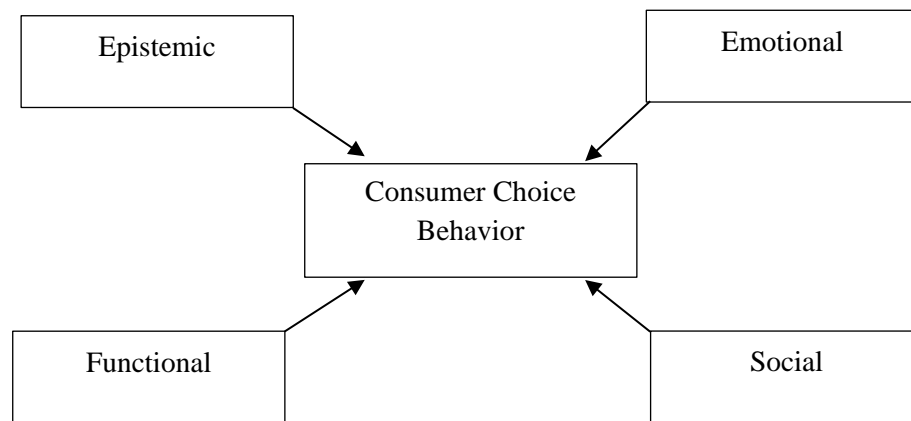 Epistemic
Emotional
Consumer Choice
Behavior
Functional
Social